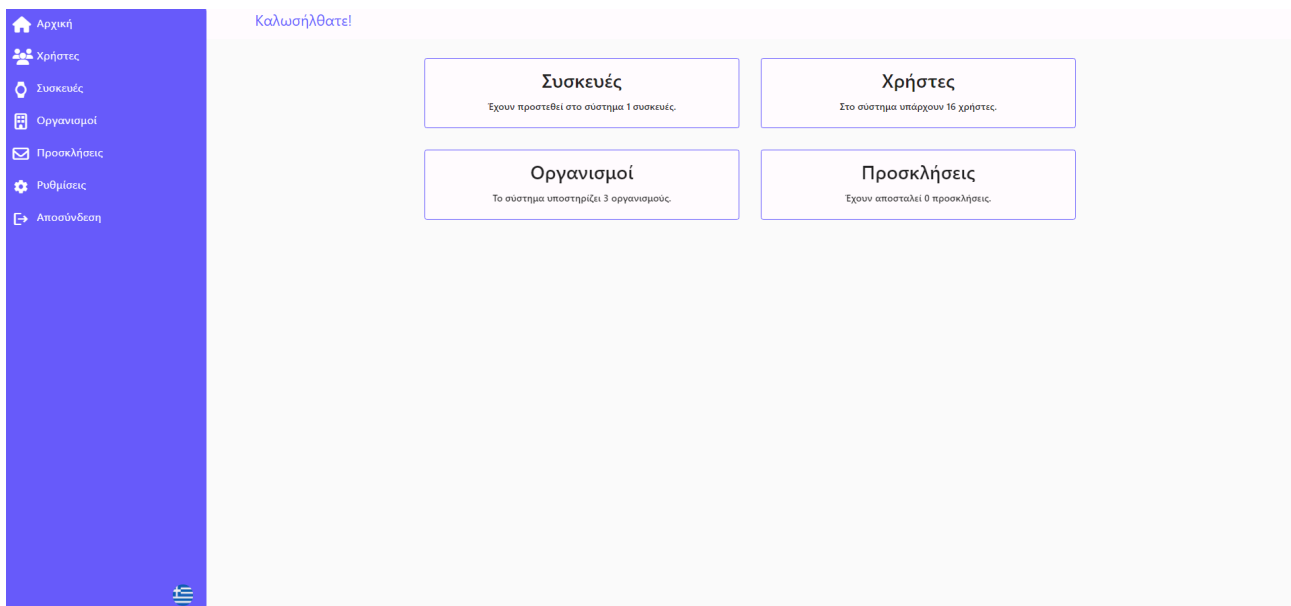 Αρχική
Χρήστες
Συσκευές
Οργανισμοί
Προσκλήσεις
Ρυθμίσεις
Αποσύνδεση
Καλωσήλθατε!
Συσκευές
Έχουν προστεθεί στο σύστημα 1 συσκευές.
Χρήστες
Στο σύστημα υπάρχουν 16 χρήστες.
Οργανισμοί
Το σύστημα υποστηρίζει 3 οργανισμούς.
Προσκλήσεις
Έχουν αποσταλεί 0 προσκλήσεις.